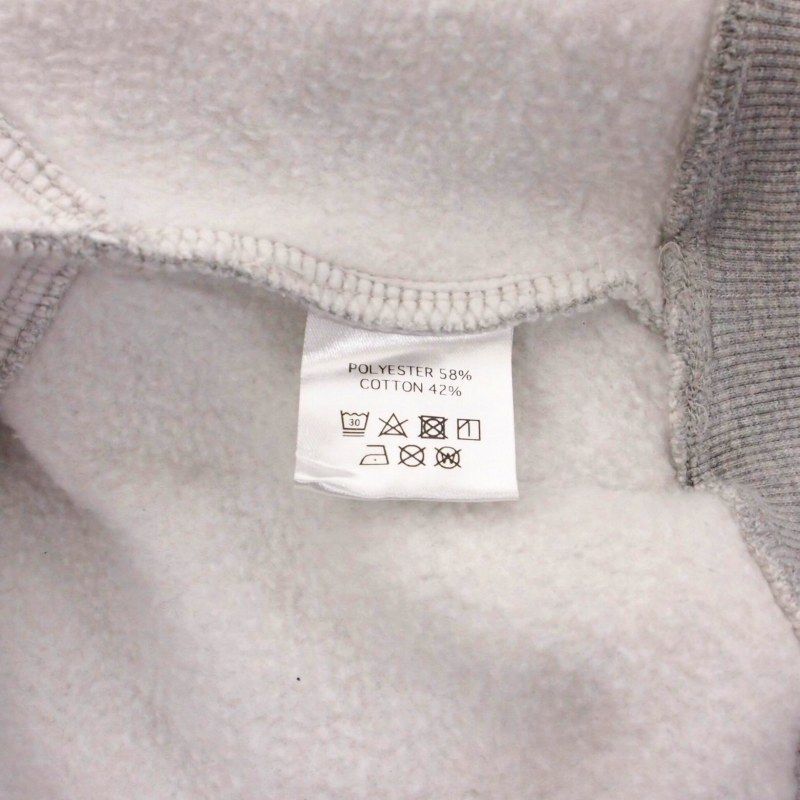 POLYESTER 58%
COTTON 42%
30
W